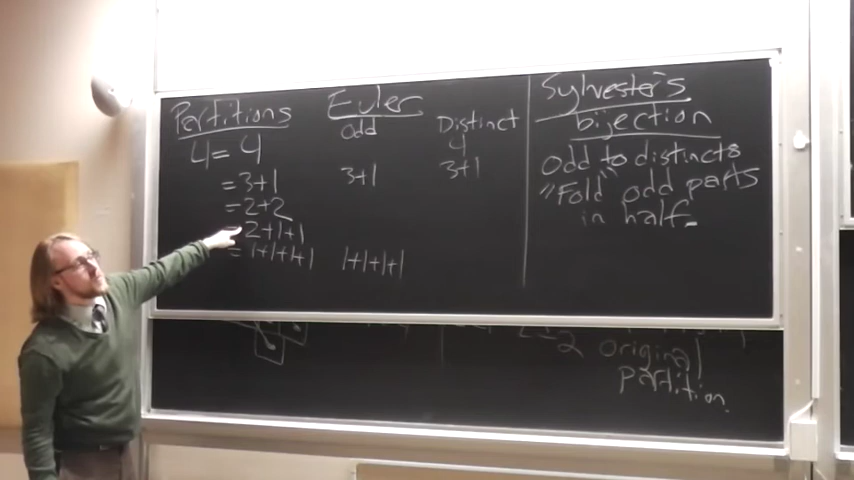 Partitions
4= 4
=3+1
=2+2
2+1+1
=1+1+1+1
Euler
odd
3+1
1+1+1+1
Distinct
4
3+1
Sylvester's
bijection
odd to distincts
"Fold" odd parts
in half.
2 original
partition.